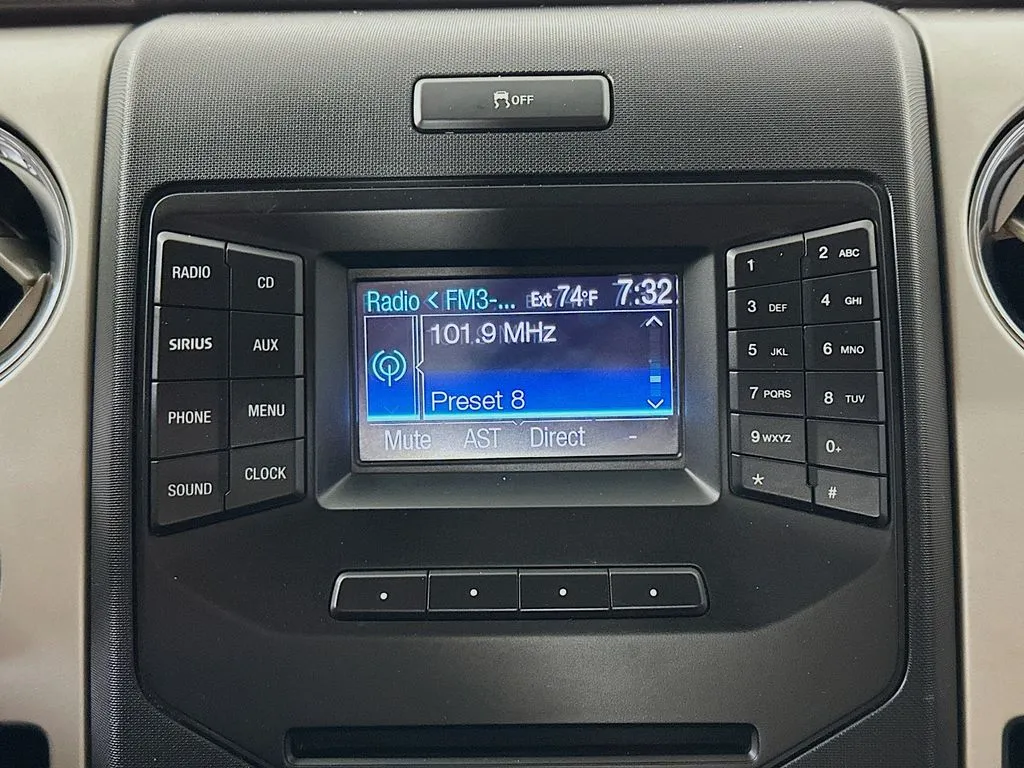 OFF
RADIO
CD
SIRIUS
AUX
PHONE
MENU
SOUND
CLOCK
Radio < FM3-... Ext 74°F 7:32
101.9 MHz
Preset 8
Mute AST Direct -
1
2 ABC
3 DEF
4 GHI
5 JKL
6 MNO
7 PQRS
8 TUV
9 WXYZ
0+
*
#